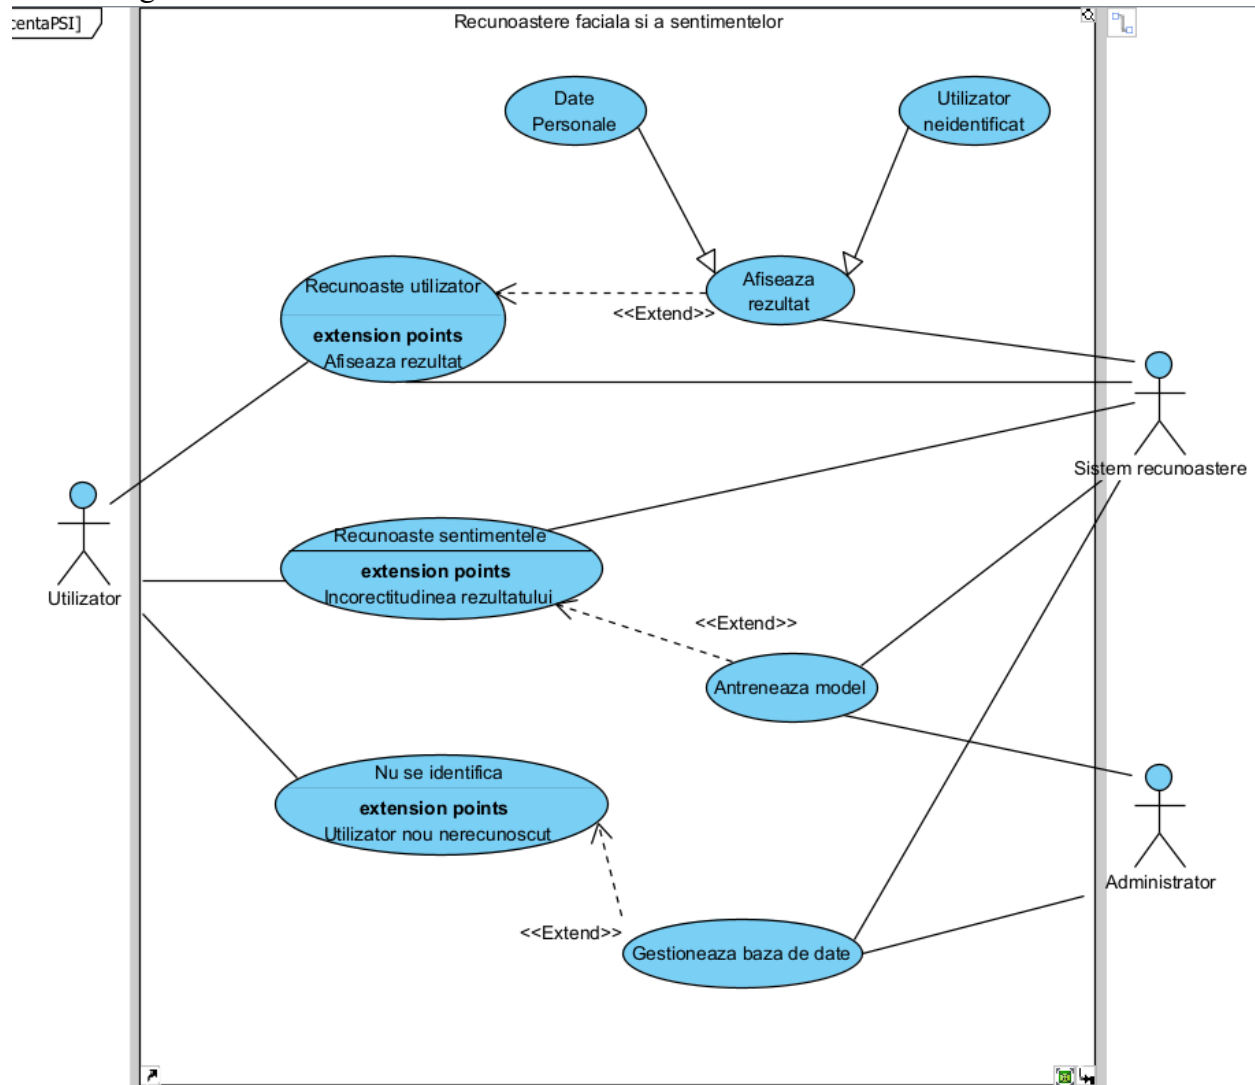 centaPSI]
Recunoastere faciala si a sentimentelor
Date
Personale
Utilizator
neidentificat
Recunoaste utilizator
extension points
Afiseaza rezultat
Afiseaza
rezultat
<<Extend>>
Sistem recunoastere
Utilizator
Recunoaste sentimentele
extension points
Incorectitudinea rezultatului
<<Extend>>
Antreneaza model
Nu se identifica
extension points
Utilizator nou nerecunoscut
<<Extend>>
Gestioneaza baza de date
Administrator